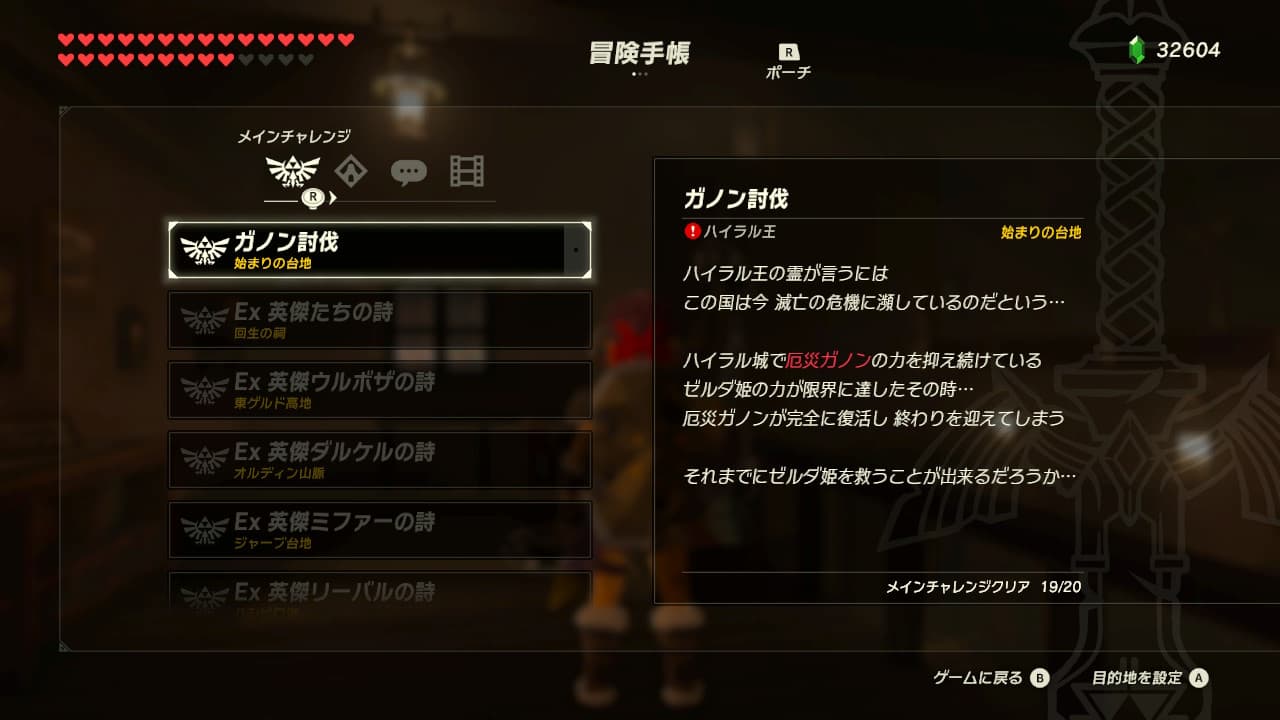 冒険手帳
R
ポーチ
32604
メインチャレンジ
R
ガノン討伐
始まりの台地
Ex 英傑たちの詩
回生の祠
Ex 英傑ウルボザの詩
東ゲルド高地
Ex 英傑ダルケルの詩
オルディン山脈
Ex 英傑ミファーの詩
ジャーブ台地
Ex 英傑リーバルの詩
ガノン討伐
ハイラル王 始まりの台地
ハイラル王の霊が言うには
この国は今 滅亡の危機に瀕しているのだという…
ハイラル城で厄災ガノンの力を抑え続けている
ゼルダ姫の力が限界に達したその時…
厄災ガノンが完全に復活し 終わりを迎えてしまう
それまでにゼルダ姫を救うことが出来るだろうか…
メインチャレンジクリア 19/20
ゲームに戻る B 目的地を設定 A